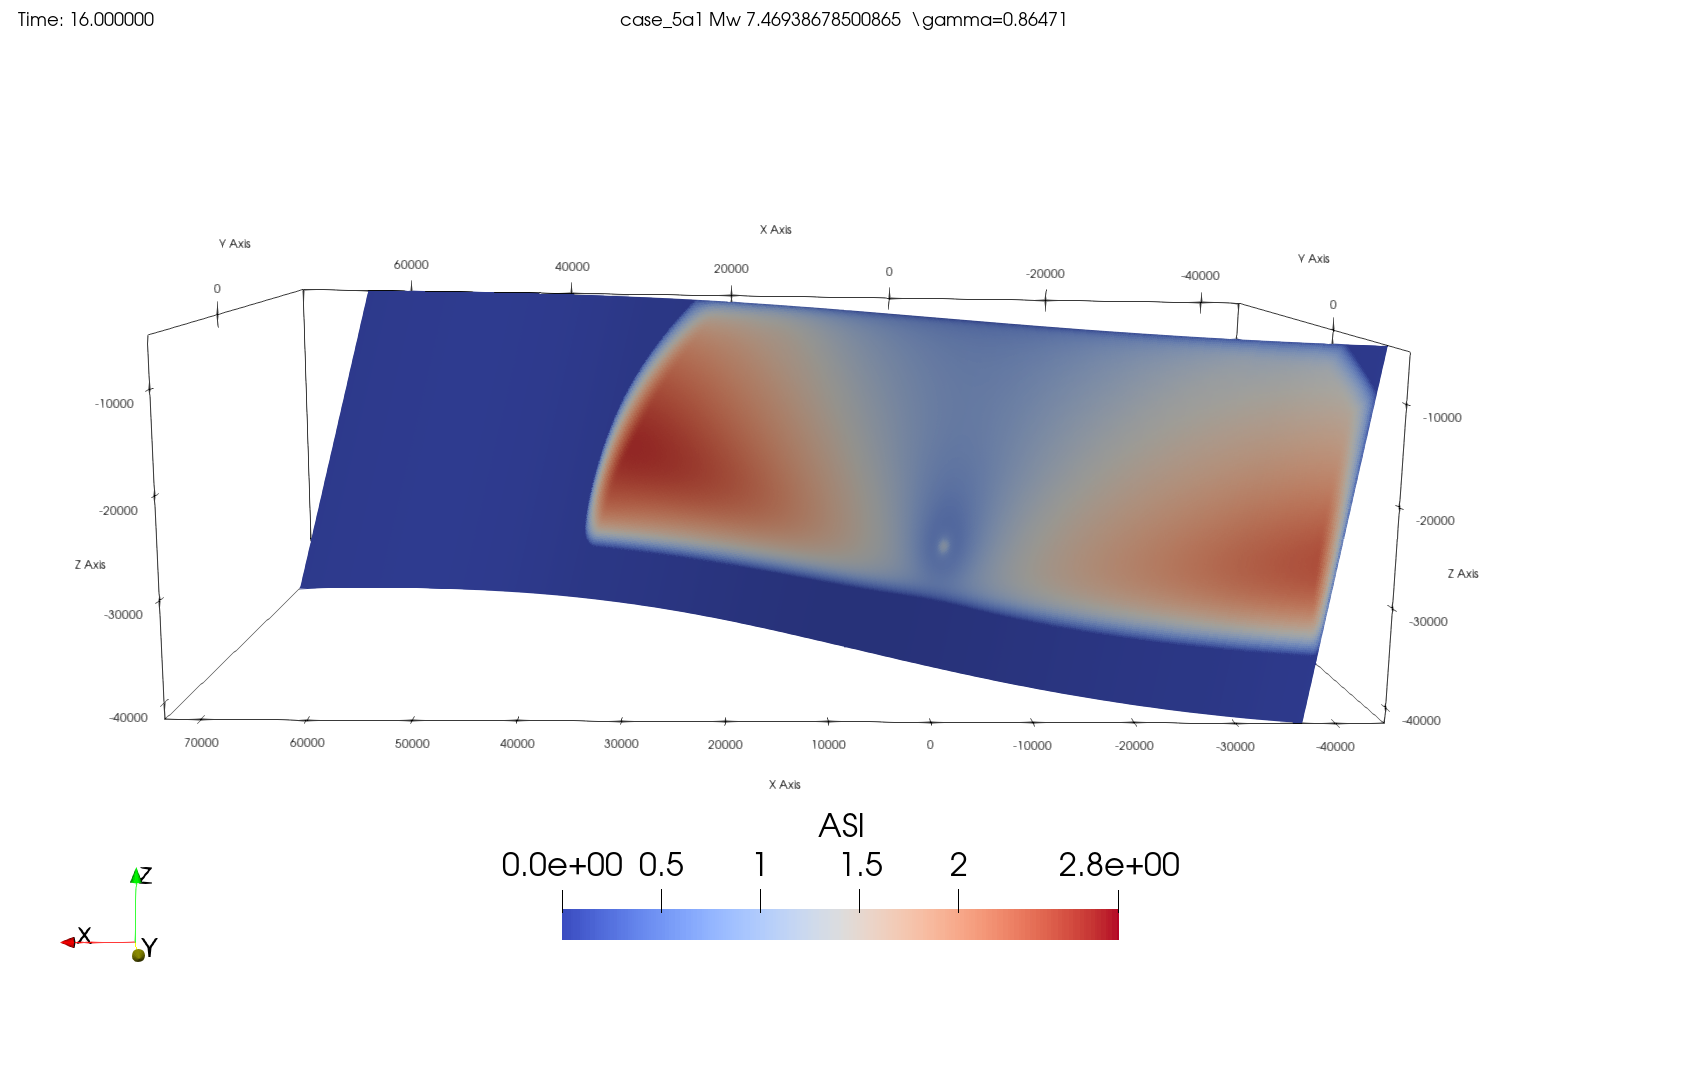 Time: 16.000000
case_5a1 Mw 7.46938678500865 \gamma=0.86471
X Axis
Y Axis
Y Axis
60000 40000 20000 0 -20000 -40000
0
0
-10000
-10000
-20000
-20000
Z Axis
Z Axis
-30000
-30000
-40000
-40000
70000 60000 50000 40000 30000 20000 10000 0 -10000 -20000 -30000 -40000
X Axis
ASI
0.0e+00 0.5 1 1.5 2 2.8e+00
Z
X
Y